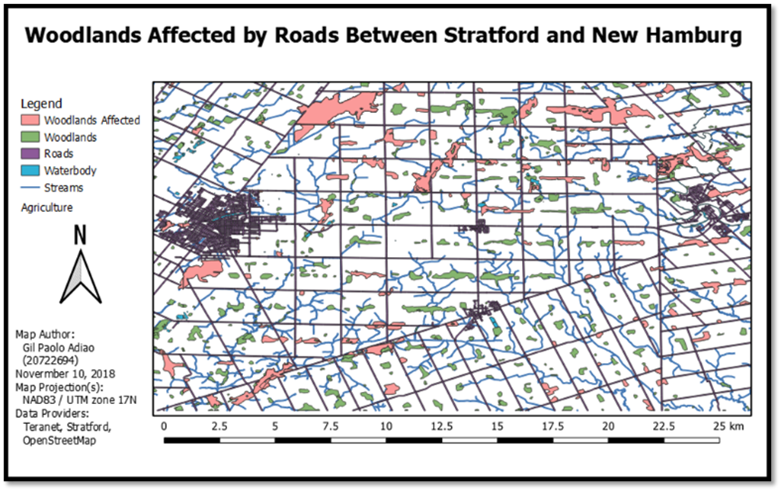 Woodlands Affected by Roads Between Stratford and New Hamburg
Legend
Woodlands Affected
Woodlands
Roads
Waterbody
Streams
Agriculture
N
Map Author:
Gil Paolo Adiao
(20722694)
Novermber 10, 2018
Map Projection(s):
NAD83 / UTM zone 17N
Data Providers:
Teranet, Stratford,
OpenStreetMap
0 2.5 5 7.5 10 12.5 15 17.5 20 22.5 25 km